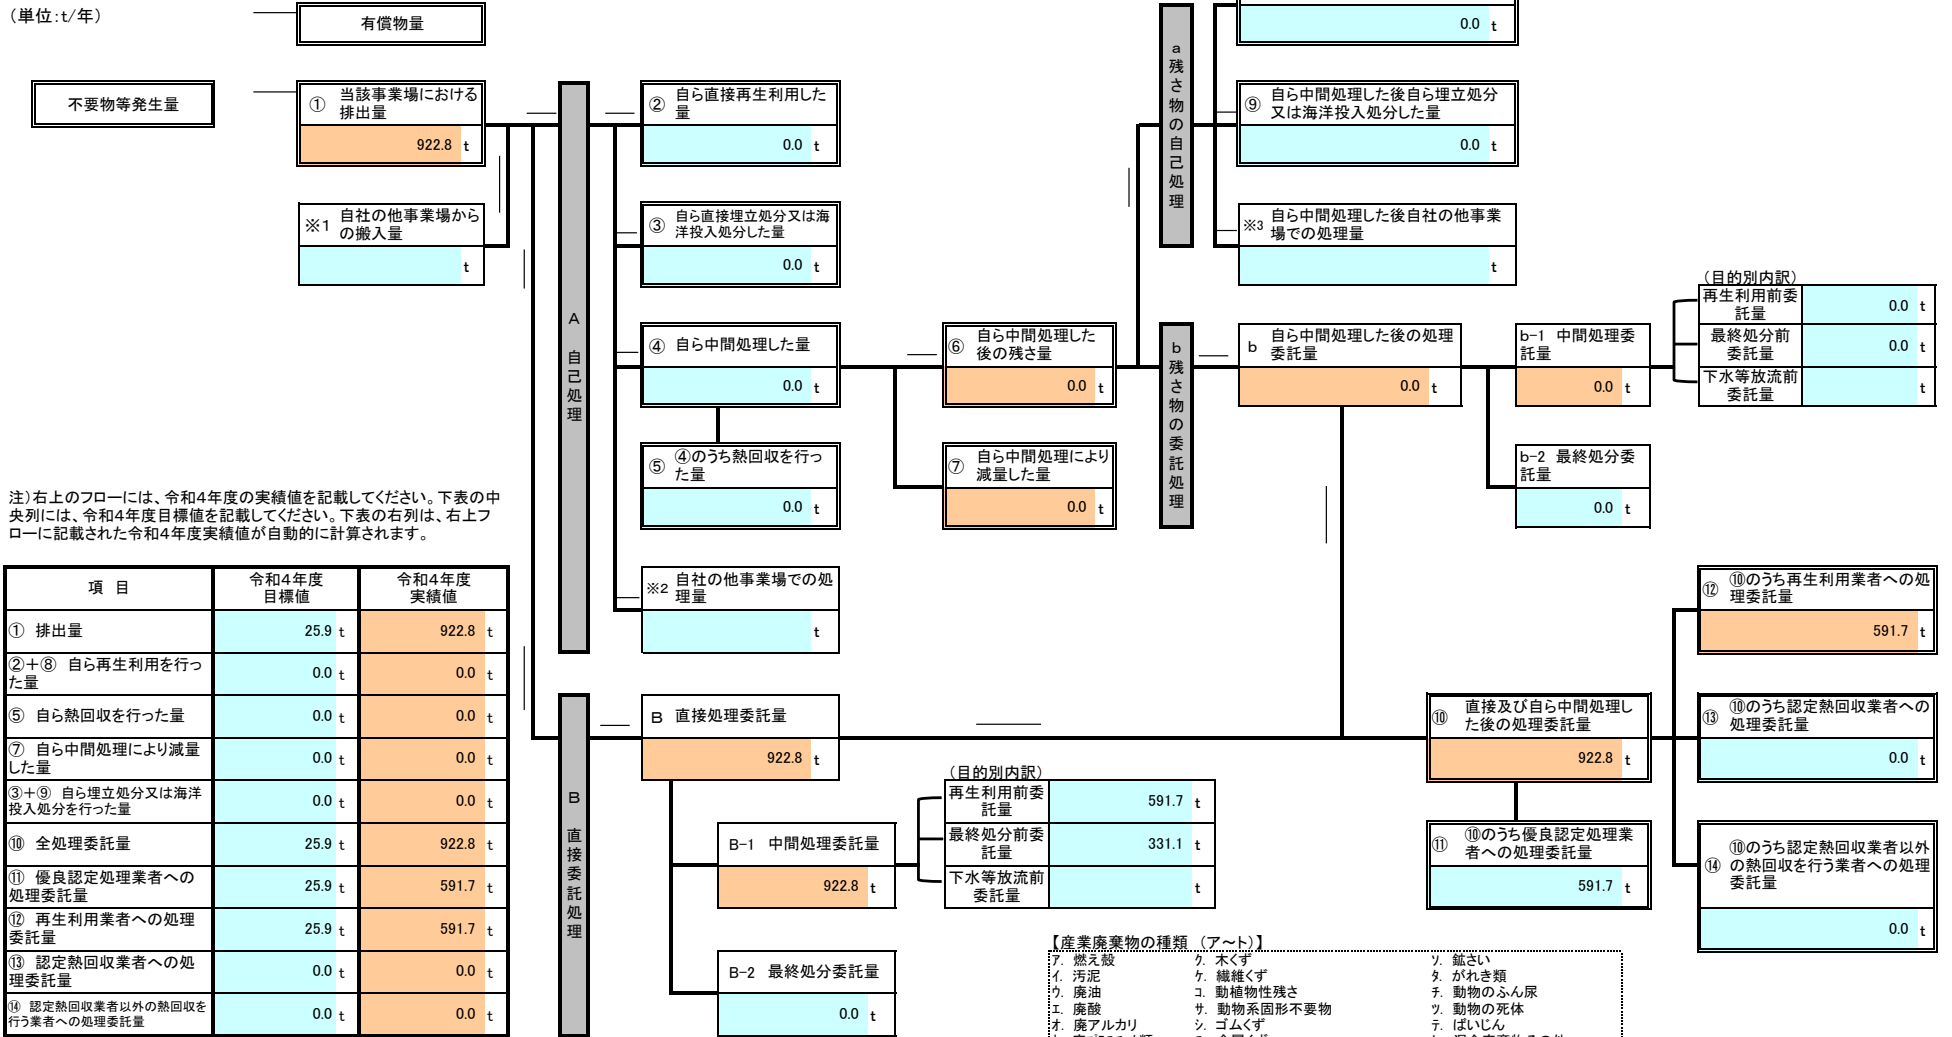 (単位:t/年)
有償物量
0.0 t
不要物等発生量
① 当該事業場における
排出量
922.8 t
※1 自社の他事業場から
の搬入量
t
A 自己処理
② 自ら直接再生利用した
量
0.0 t
③ 自ら直接埋立処分又は海
洋投入処分した量
0.0 t
④ 自ら中間処理した量
0.0 t
⑤ ④のうち熱回収を行っ
た量
0.0 t
※2 自社の他事業場での処
理量
t
⑥ 自ら中間処理した
後の残さ量
0.0 t
⑦ 自ら中間処理により
減量した量
0.0 t
a残さ物の自己処理
⑨ 自ら中間処理した後自ら埋立処分
又は海洋投入処分した量
0.0 t
※3 自ら中間処理した後自社の他事業
場での処理量
t
b残さ物の委託処理
b 自ら中間処理した後の処理
委託量
0.0 t
b-1 中間処理委
託量
0.0 t
b-2 最終処分委
託量
0.0 t
(目的別内訳)
再生利用前委
託量 0.0 t
最終処分前
委託量 0.0 t
下水等放流前
委託量 t
注)右上のフローには、令和4年度の実績値を記載してください。下表の中
央列には、令和4年度目標値を記載してください。下表の右列は、右上フ
ローに記載された令和4年度実績値が自動的に計算されます。
項 目 令和4年度 目標値 令和4年度 実績値
① 排出量 25.9 t 922.8 t
②+⑧ 自ら再生利用を行っ
た量 0.0 t 0.0 t
⑤ 自ら熱回収を行った量 0.0 t 0.0 t
⑦ 自ら中間処理により減量
した量 0.0 t 0.0 t
③+⑨ 自ら埋立処分又は海洋
投入処分を行った量 0.0 t 0.0 t
⑩ 全処理委託量 25.9 t 922.8 t
⑪ 優良認定処理業者への
処理委託量 25.9 t 591.7 t
⑫ 再生利用業者への処理
委託量 25.9 t 591.7 t
⑬ 認定熱回収業者への処
理委託量 0.0 t 0.0 t
⑭ 認定熱回収業者以外の熱回収を
行う業者への処理委託量 0.0 t 0.0 t
B 直接委託処理
B 直接処理委託量
922.8 t
B-1 中間処理委託量
922.8 t
B-2 最終処分委託量
0.0 t
(目的別内訳)
再生利用前委
託量 591.7 t
最終処分前委
託量 331.1 t
下水等放流前
委託量 t
⑩ 直接及び自ら中間処理し
た後の処理委託量
922.8 t
⑪ ⑩のうち優良認定処理業
者への処理委託量
591.7 t
⑫ ⑩のうち再生利用業者への処
理委託量
591.7 t
⑬ ⑩のうち認定熱回収業者への
処理委託量
0.0 t
⑭ ⑩のうち認定熱回収業者以外
の熱回収を行う業者への処理
委託量
0.0 t
【産業廃棄物の種類 (ア~ト)】
ア. 燃え殻 ク. 木くず ソ. 鉱さい
イ. 汚泥 ケ. 繊維くず タ. がれき類
ウ. 廃油 コ. 動植物性残さ チ. 動物のふん尿
エ. 廃酸 サ. 動物系固形不要物 ツ. 動物の死体
オ. 廃アルカリ シ. ゴムくず テ. ばいじん